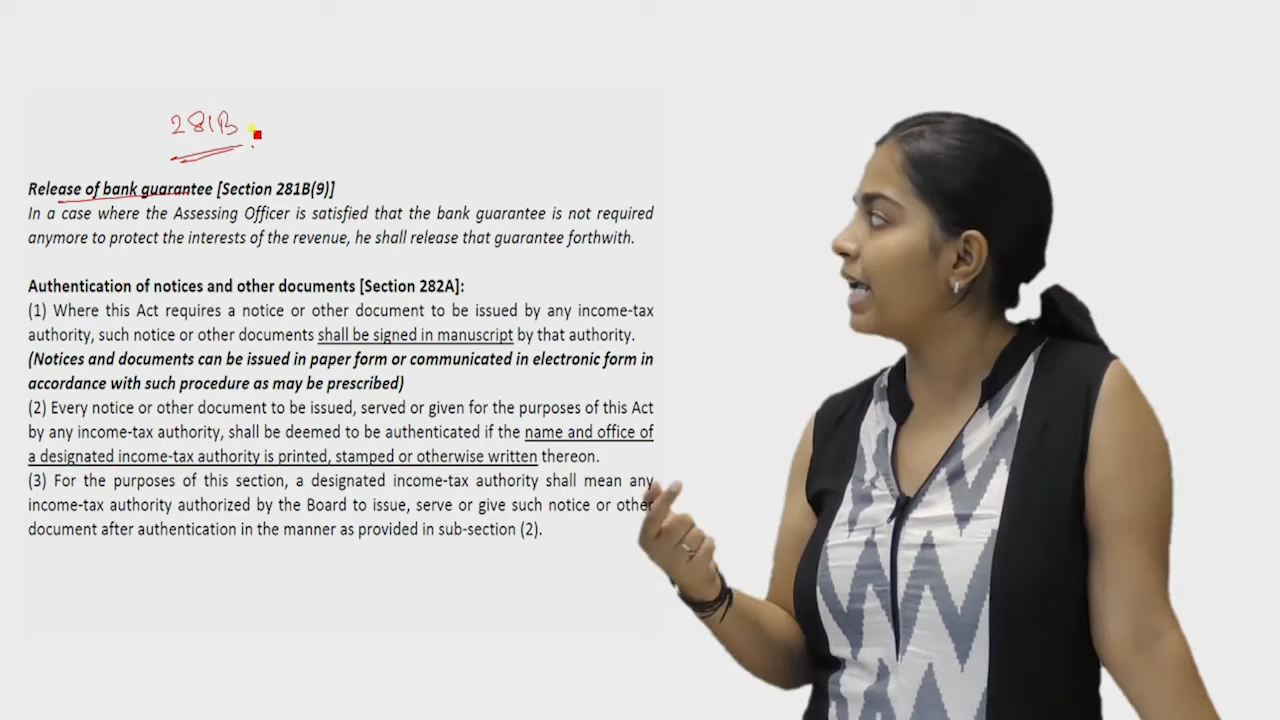 281B
Release of bank guarantee [Section 281B(9)]
In a case where the Assessing Officer is satisfied that the bank guarantee is not required
anymore to protect the interests of the revenue, he shall release that guarantee forthwith.
Authentication of notices and other documents [Section 282A]:
(1) Where this Act requires a notice or other document to be issued by any income-tax
authority, such notice or other documents shall be signed in manuscript by that authority.
(Notices and documents can be issued in paper form or communicated in electronic form in
accordance with such procedure as may be prescribed)
(2) Every notice or other document to be issued, served or given for the purposes of this Act
by any income-tax authority, shall be deemed to be authenticated if the name and office of
a designated income-tax authority is printed, stamped or otherwise written thereon.
(3) For the purposes of this section, a designated income-tax authority shall mean any
income-tax authority authorized by the Board to issue, serve or give such notice or other
document after authentication in the manner as provided in sub-section (2).